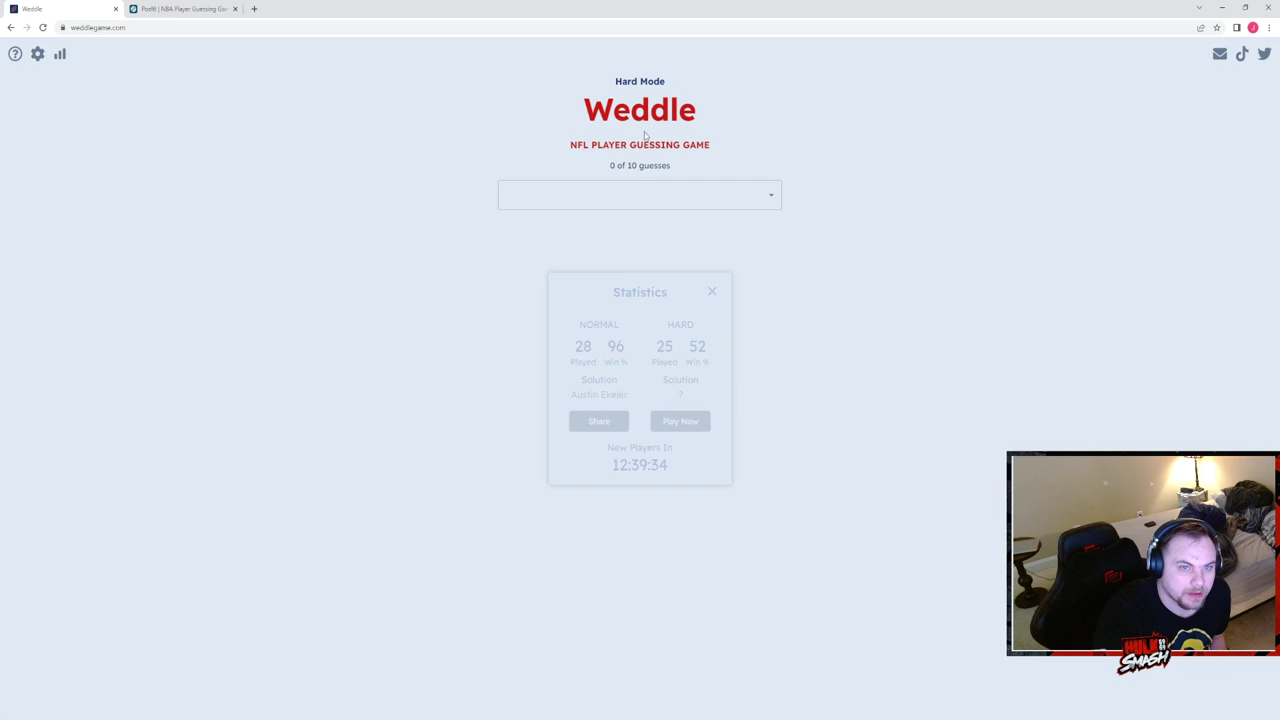 Weddle
Poeltl | NBA Player Guessing Ga
weddlegame.com
J
Hard Mode
Weddle
NFL PLAYER GUESSING GAME
0 of 10 guesses
Statistics
NORMAL HARD
28 96 25 52
Played Win % Played Win %
Solution Solution
Austin Ekeler ?
Share Play Now
New Players In
12:39:34
HULK
SMASH